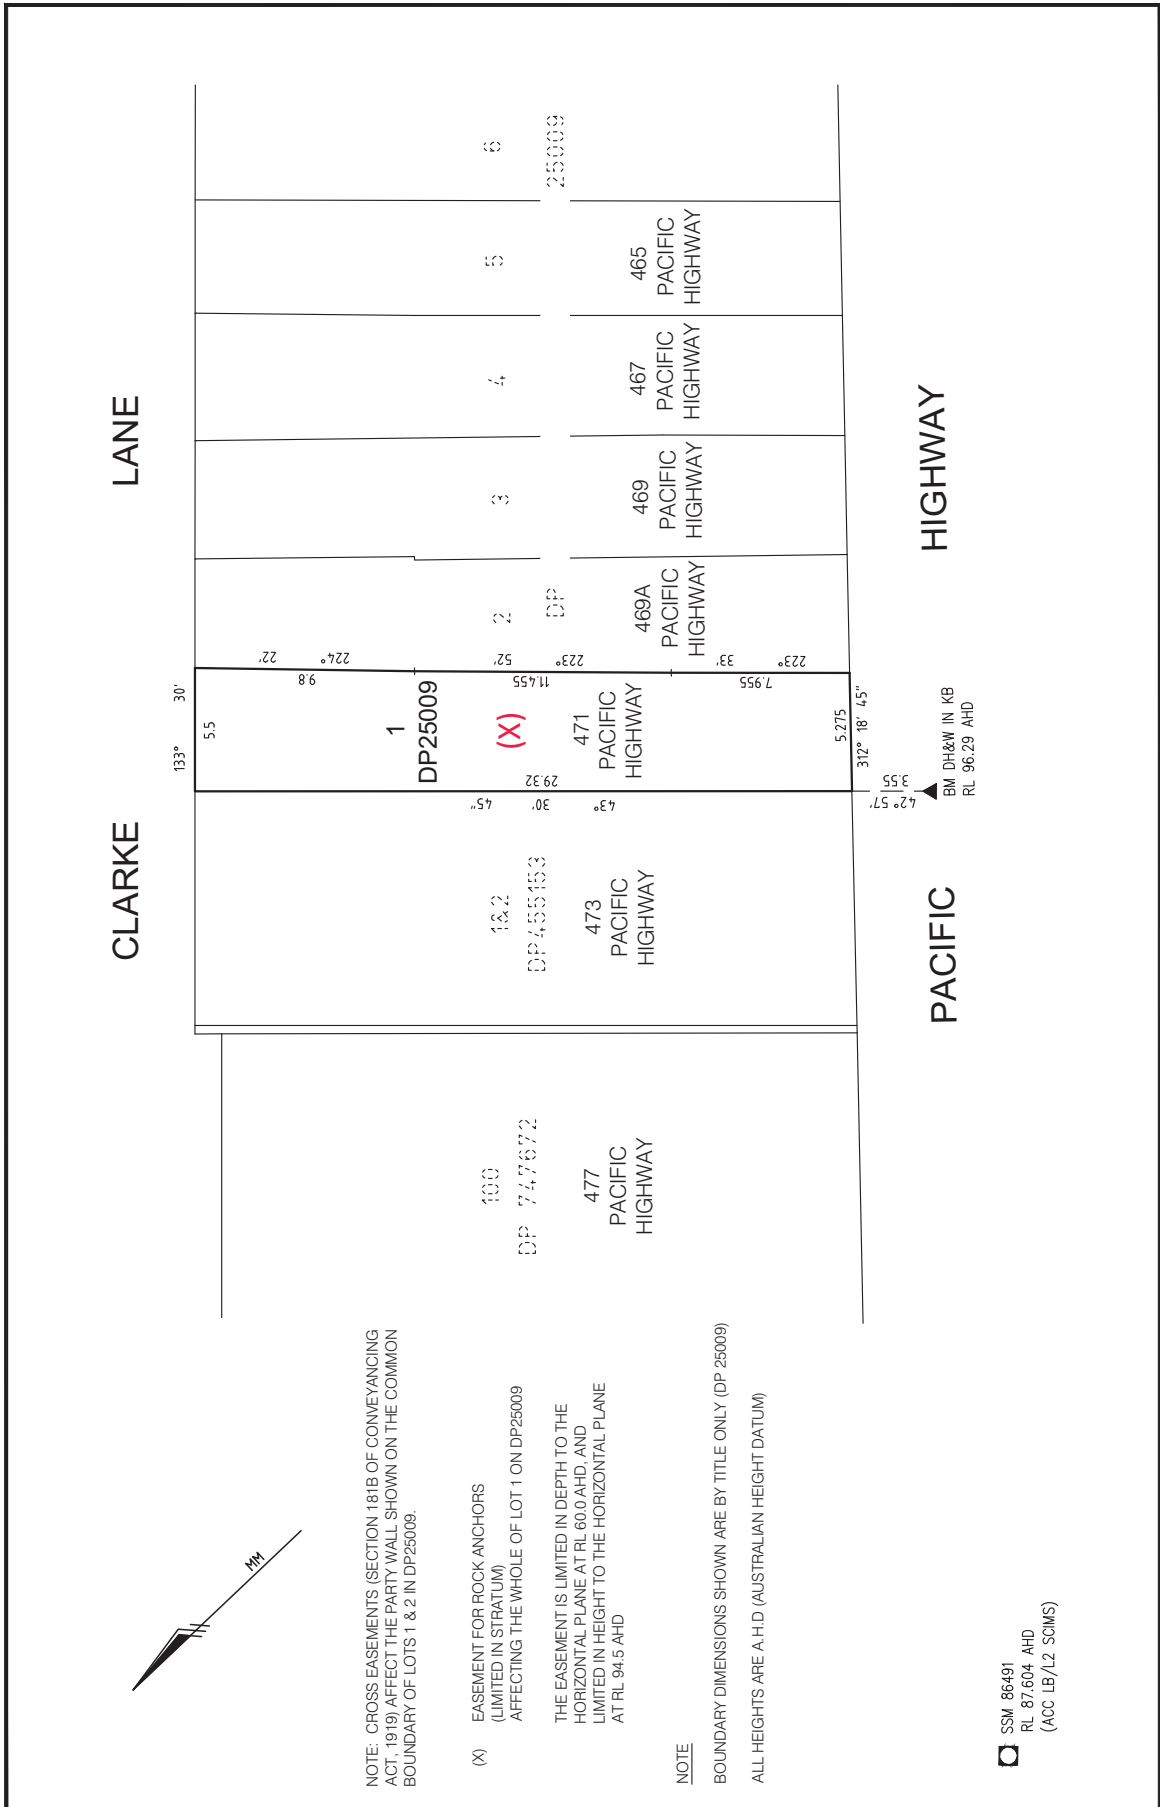 CLARKE
LANE
133° 30'
5.5
1
DP25009
(X)
471
PACIFIC
HIGHWAY
29.32
43° 30' 45"
9.8
224° 22'
11.455
223° 52'
7.955
223° 33'
5.275
312° 18' 45"
42° 57'
3.55
BM DH&W IN KB
RL 96.29 AHD
2
DP
469A
PACIFIC
HIGHWAY
3
469
PACIFIC
HIGHWAY
4
467
PACIFIC
HIGHWAY
5
465
PACIFIC
HIGHWAY
6
25009
1&2
DP455153
473
PACIFIC
HIGHWAY
100
DP 747672
477
PACIFIC
HIGHWAY
PACIFIC
HIGHWAY
MM
NOTE: CROSS EASEMENTS (SECTION 181B OF CONVEYANCING
ACT, 1919) AFFECT THE PARTY WALL SHOWN ON THE COMMON
BOUNDARY OF LOTS 1 & 2 IN DP25009.
(X) EASEMENT FOR ROCK ANCHORS
(LIMITED IN STRATUM)
AFFECTING THE WHOLE OF LOT 1 ON DP25009
THE EASEMENT IS LIMITED IN DEPTH TO THE
HORIZONTAL PLANE AT RL 60.0 AHD, AND
LIMITED IN HEIGHT TO THE HORIZONTAL PLANE
AT RL 94.5 AHD
NOTE
BOUNDARY DIMENSIONS SHOWN ARE BY TITLE ONLY (DP 25009)
ALL HEIGHTS ARE A.H.D (AUSTRALIAN HEIGHT DATUM)
SSM 86491
RL 87.604 AHD
(ACC LB/L2 SCIMS)